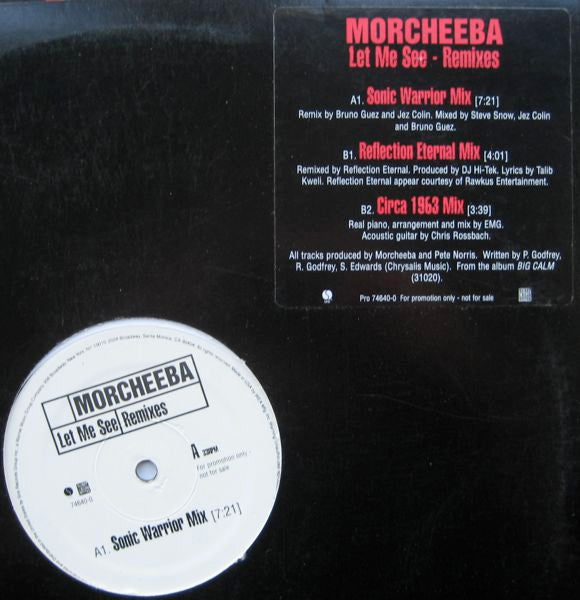 MORCHEEBA
Let Me See - Remixes
A1. Sonic Warrior Mix [7:21]
Remix by Bruno Guez and Jez Colin. Mixed by Steve Snow, Jez Colin
and Bruno Guez.
B1. Reflection Eternal Mix [4:01]
Remixed by Reflection Eternal. Produced by DJ Hi-Tek. Lyrics by Talib
Kweli. Reflection Eternal appear courtesy of Rawkus Entertainment.
B2. Circa 1963 Mix [3:39]
Real piano, arrangement and mix by EMG.
Acoustic guitar by Chris Rossbach.
All tracks produced by Morcheeba and Pete Norris. Written by P. Godfrey,
R. Godfrey, S. Edwards (Chrysalis Music). From the album BIG CALM
(31020).
Pro 74640-0 For promotion only - not for sale
MORCHEEBA
Let Me See Remixes
A 33RPM
For promotion only -
not for sale
74640-0
A1. Sonic Warrior Mix [7:21]